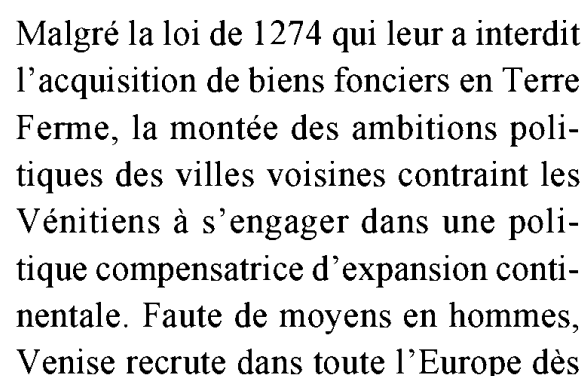 Malgré la loi de 1274 qui leur a interdit
l'acquisition de biens fonciers en Terre
Ferme, la montée des ambitions poli-
tiques des villes voisines contraint les
Vénitiens à s'engager dans une poli-
tique compensatrice d'expansion conti-
nentale. Faute de moyens en hommes,
Venise recrute dans toute l'Europe dès